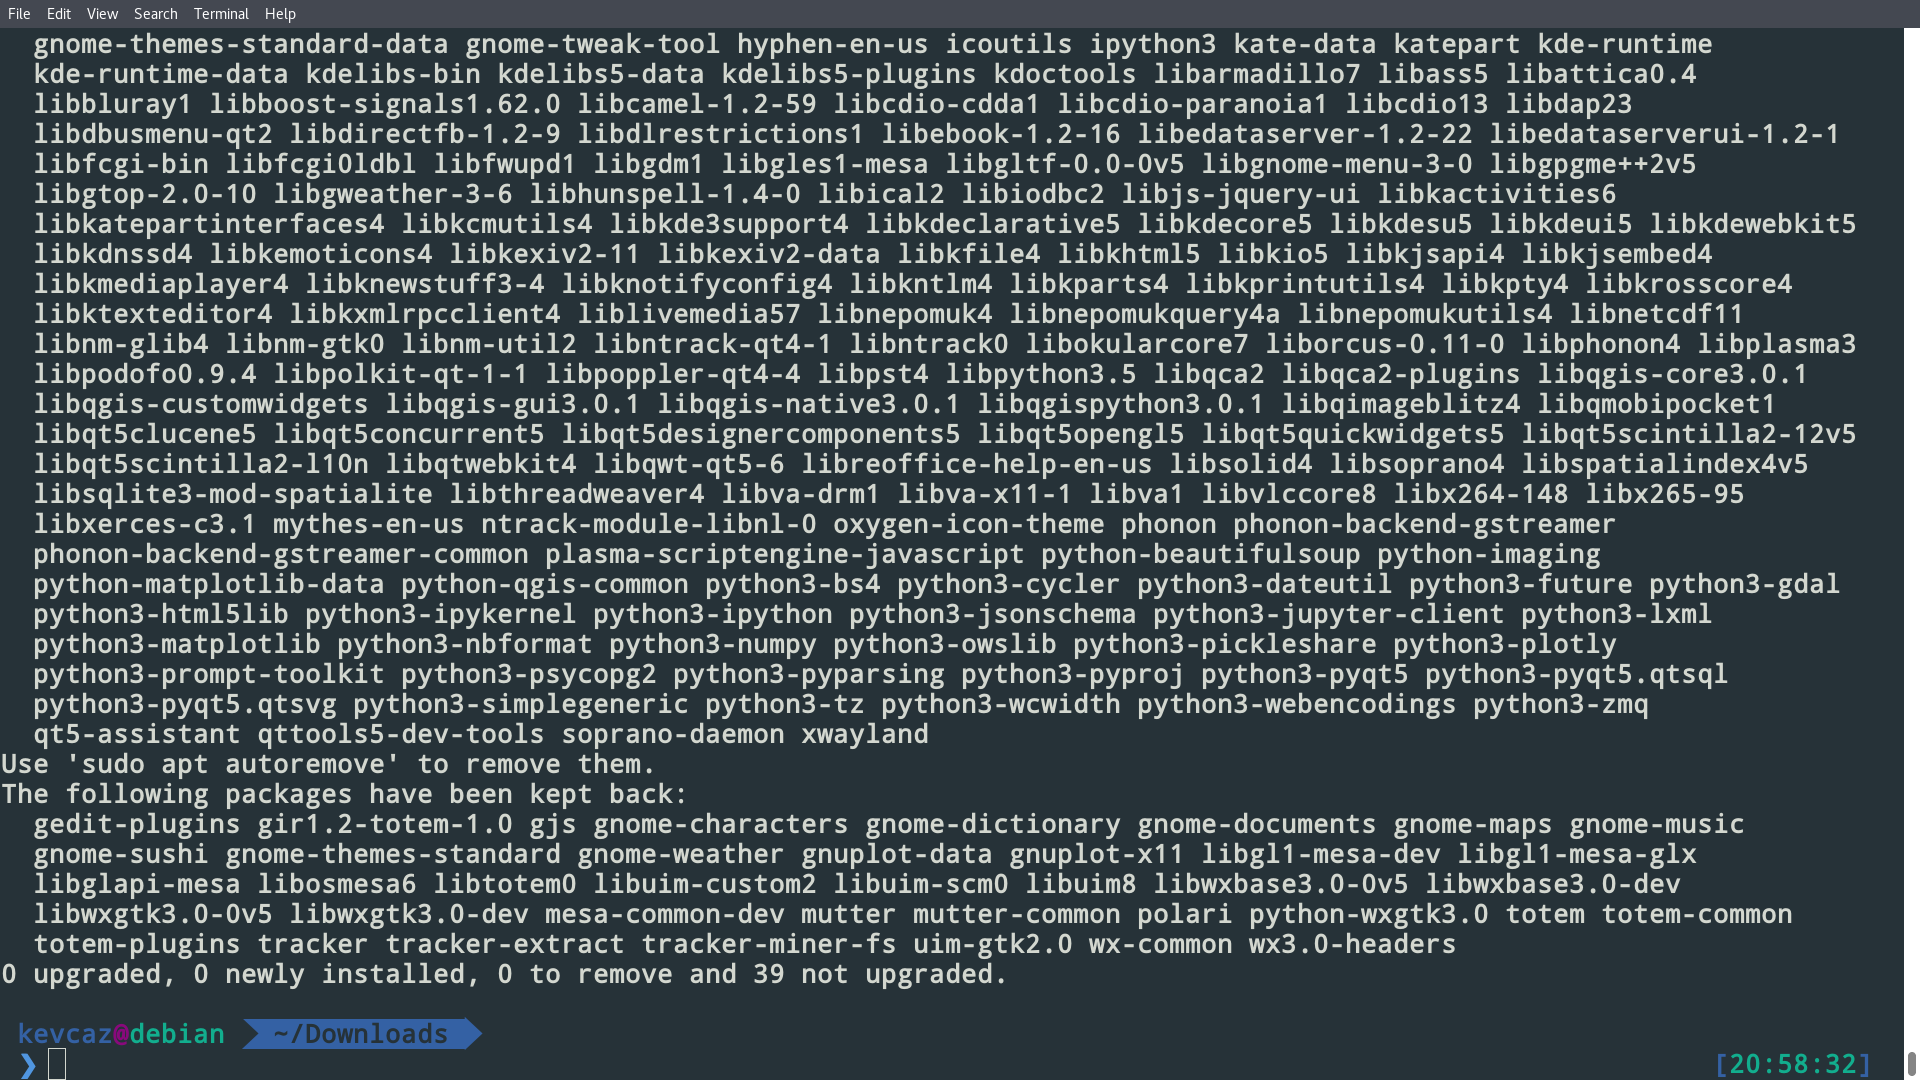 File Edit View Search Terminal Help
gnome-themes-standard-data gnome-tweak-tool hyphen-en-us icoutils ipython3 kate-data katepart kde-runtime
kde-runtime-data kdelibs-bin kdelibs5-data kdelibs5-plugins kdoctools libarmadillo7 libass5 libattica0.4
libbluray1 libboost-signals1.62.0 libcamel-1.2-59 libcdio-cdda1 libcdio-paranoia1 libcdio13 libdap23
libdbusmenu-qt2 libdirectfb-1.2-9 libdlrestrictions1 libebook-1.2-16 libedataserver-1.2-22 libedataserverui-1.2-1
libfcgi-bin libfcgi0ldbl libfwupd1 libgdm1 libgles1-mesa libgltf-0.0-0v5 libgnome-menu-3-0 libgpgme++2v5
libgtop-2.0-10 libgweather-3-6 libhunspell-1.4-0 libical2 libiodbc2 libjs-jquery-ui libkactivities6
libkatepartinterfaces4 libkcmutils4 libkde3support4 libkdeclarative5 libkdecore5 libkdesu5 libkdeui5 libkdewebkit5
libkdnssd4 libkemoticons4 libkexiv2-11 libkexiv2-data libkfile4 libkhtml5 libkio5 libkjsapi4 libkjsembed4
libkmediaplayer4 libknewstuff3-4 libknotifyconfig4 libkntlm4 libkparts4 libkprintutils4 libkpty4 libkrosscore4
libktexteditor4 libkxmlrpcclient4 liblivemedia57 libnepomuk4 libnepomukquery4a libnepomukutils4 libnetcdf11
libnm-glib4 libnm-gtk0 libnm-util2 libntrack-qt4-1 libntrack0 libokularcore7 liborcus-0.11-0 libphonon4 libplasma3
libpodofo0.9.4 libpolkit-qt-1-1 libpoppler-qt4-4 libpst4 libpython3.5 libqca2 libqca2-plugins libqgis-core3.0.1
libqgis-customwidgets libqgis-gui3.0.1 libqgis-native3.0.1 libqgispython3.0.1 libqimageblitz4 libqmobipocket1
libqt5clucene5 libqt5concurrent5 libqt5designercomponents5 libqt5opengl5 libqt5quickwidgets5 libqt5scintilla2-12v5
libqt5scintilla2-l10n libqtwebkit4 libqwt-qt5-6 libreoffice-help-en-us libsolid4 libsoprano4 libspatialindex4v5
libsqlite3-mod-spatialite libthreadweaver4 libva-drm1 libva-x11-1 libva1 libvlccore8 libx264-148 libx265-95
libxerces-c3.1 mythes-en-us ntrack-module-libnl-0 oxygen-icon-theme phonon phonon-backend-gstreamer
phonon-backend-gstreamer-common plasma-scriptengine-javascript python-beautifulsoup python-imaging
python-matplotlib-data python-qgis-common python3-bs4 python3-cycler python3-dateutil python3-future python3-gdal
python3-html5lib python3-ipykernel python3-ipython python3-jsonschema python3-jupyter-client python3-lxml
python3-matplotlib python3-nbformat python3-numpy python3-owslib python3-pickleshare python3-plotly
python3-prompt-toolkit python3-psycopg2 python3-pyparsing python3-pyproj python3-pyqt5 python3-pyqt5.qtsql
python3-pyqt5.qtsvg python3-simplegeneric python3-tz python3-wcwidth python3-webencodings python3-zmq
qt5-assistant qttools5-dev-tools soprano-daemon xwayland
Use 'sudo apt autoremove' to remove them.
The following packages have been kept back:
gedit-plugins gir1.2-totem-1.0 gjs gnome-characters gnome-dictionary gnome-documents gnome-maps gnome-music
gnome-sushi gnome-themes-standard gnome-weather gnuplot-data gnuplot-x11 libgl1-mesa-dev libgl1-mesa-glx
libglapi-mesa libosmesa6 libtotem0 libuim-custom2 libuim-scm0 libuim8 libwxbase3.0-0v5 libwxbase3.0-dev
libwxgtk3.0-0v5 libwxgtk3.0-dev mesa-common-dev mutter mutter-common polari python-wxgtk3.0 totem totem-common
totem-plugins tracker tracker-extract tracker-miner-fs uim-gtk2.0 wx-common wx3.0-headers
0 upgraded, 0 newly installed, 0 to remove and 39 not upgraded.
kevcaz@debian ~/Downloads
❯ [20:58:32]